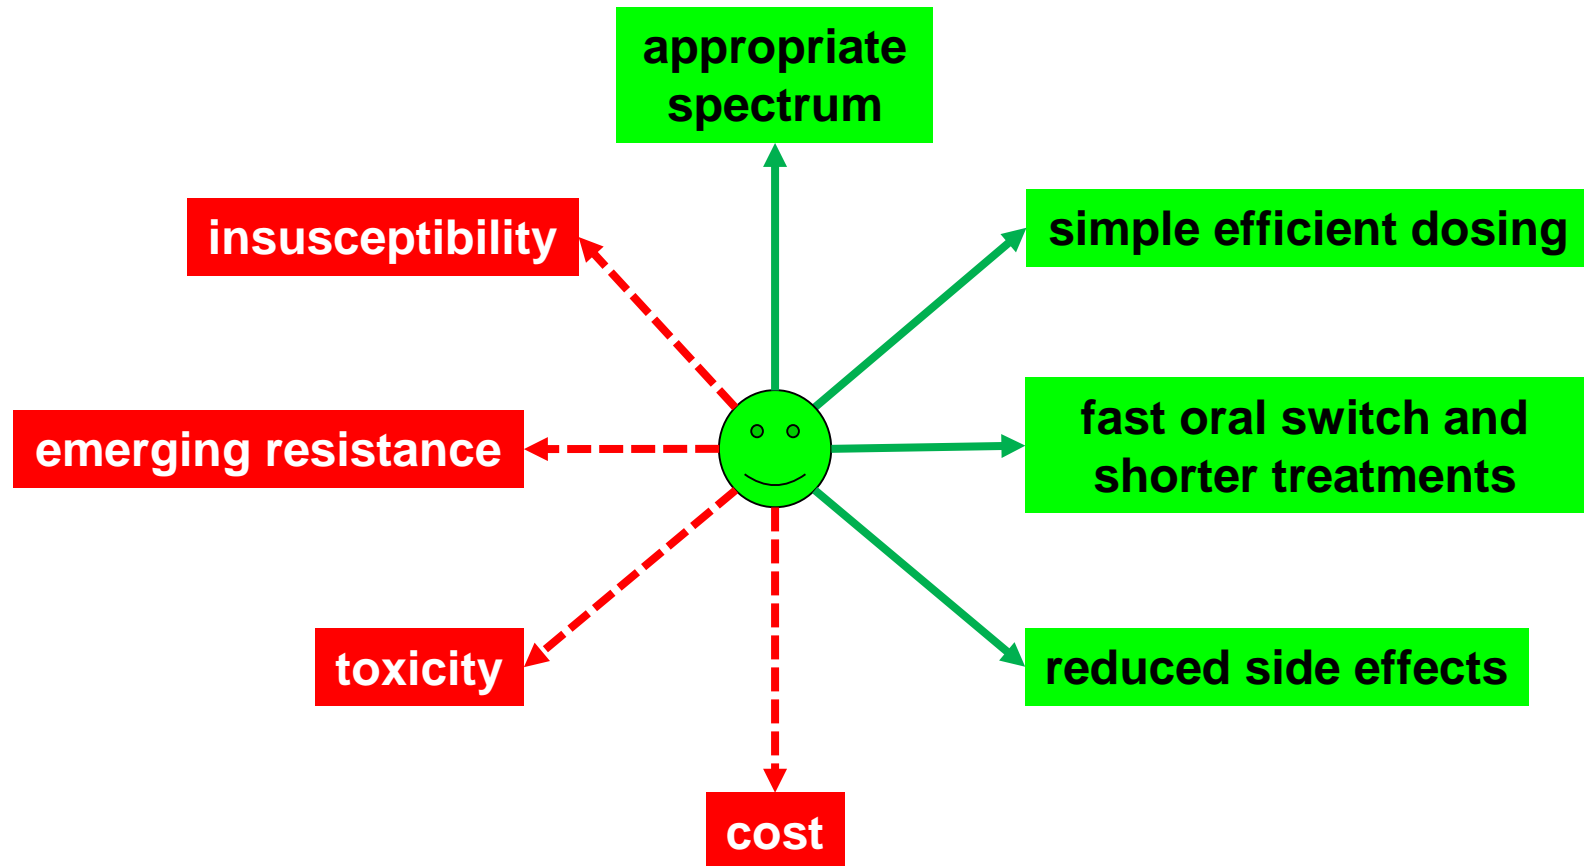 appropriate
spectrum
insusceptibility
simple efficient dosing
emerging resistance
fast oral switch and
shorter treatments
toxicity
reduced side effects
cost